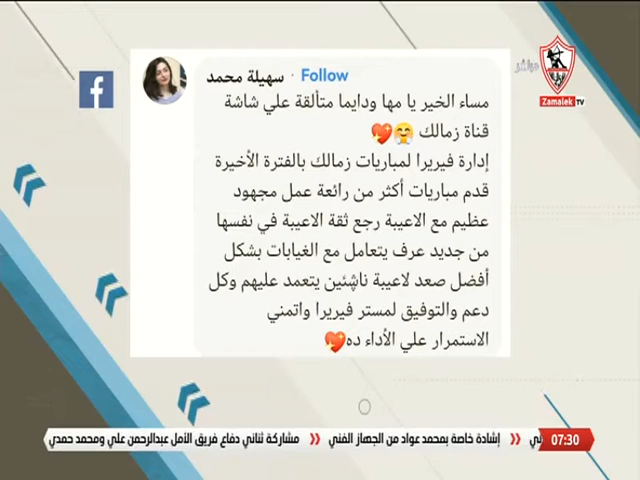 سهيلة محمد · Follow
مساء الخير يا مها ودايما متألقة علي شاشة
قناة زمالك
إدارة فيريرا لمباريات زمالك بالفترة الأخيرة
قدم مباريات أكثر من رائعة عمل مجهود
عظيم مع الاعيبة رجع ثقة الاعيبة في نفسها
من جديد عرف يتعامل مع الغيابات بشكل
أفضل صعد لاعيبة ناشئين يتعمد عليهم وكل
دعم والتوفيق لمستر فيريرا واتمني
الاستمرار علي الأداء ده
مباشر
Zamalek TV
إشادة خاصة بمحمد عواد من الجهاز الفني » مشاركة ثنائي دفاع فريق الأمل عبدالرحمن علي ومحمد حمدي
07:30